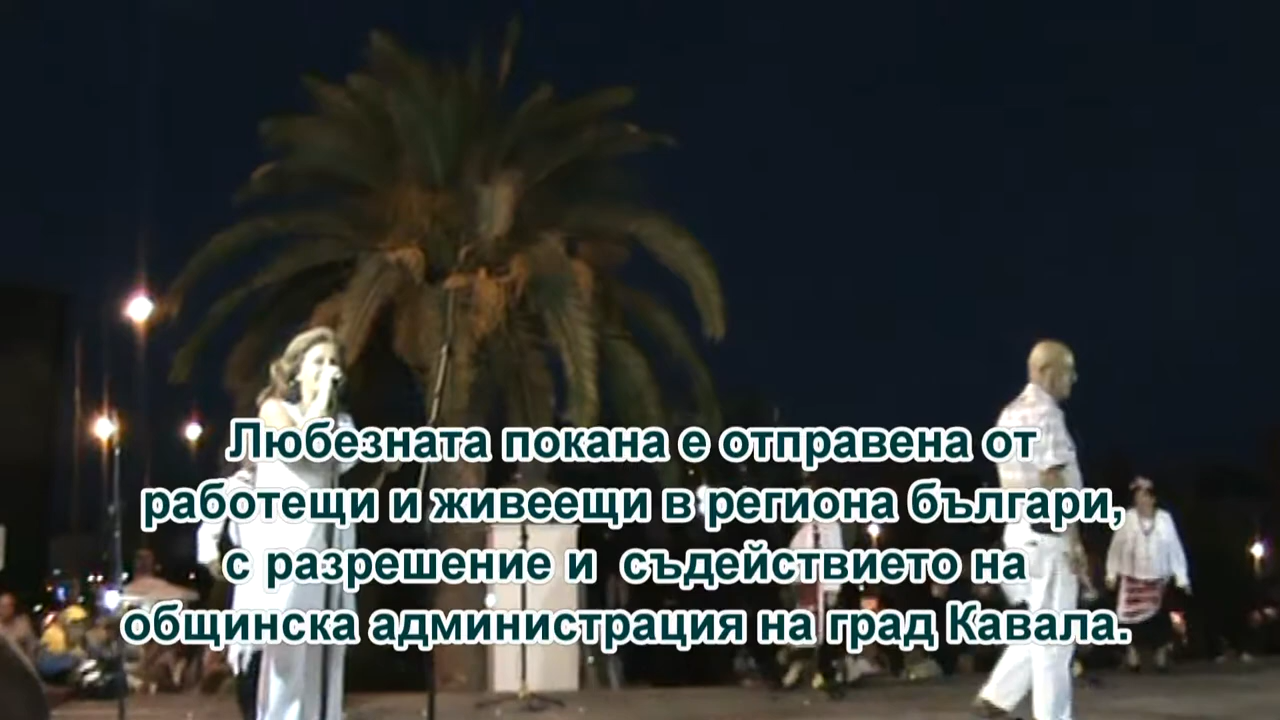 Любезната покана е отправена от
работещи и живеещи в региона българи,
с разрешение и  съдействието на
общинска администрация на град Кавала.